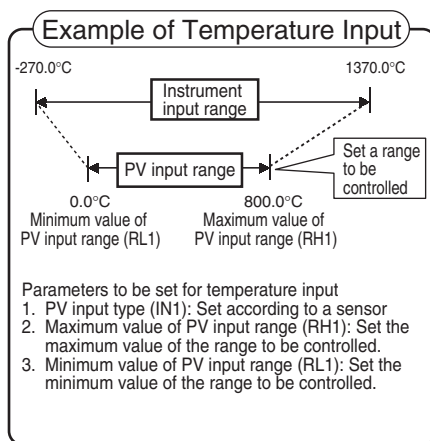 Example of Temperature Input
-270.0°C 1370.0°C
Instrument
input range
PV input range
Set a range
to be
controlled
0.0°C 800.0°C
Minimum value of Maximum value of
PV input range (RL1) PV input range (RH1)
Parameters to be set for temperature input
1. PV input type (IN1): Set according to a sensor
2. Maximum value of PV input range (RH1): Set the
maximum value of the range to be controlled.
3. Minimum value of PV input range (RL1): Set the
minimum value of the range to be controlled.